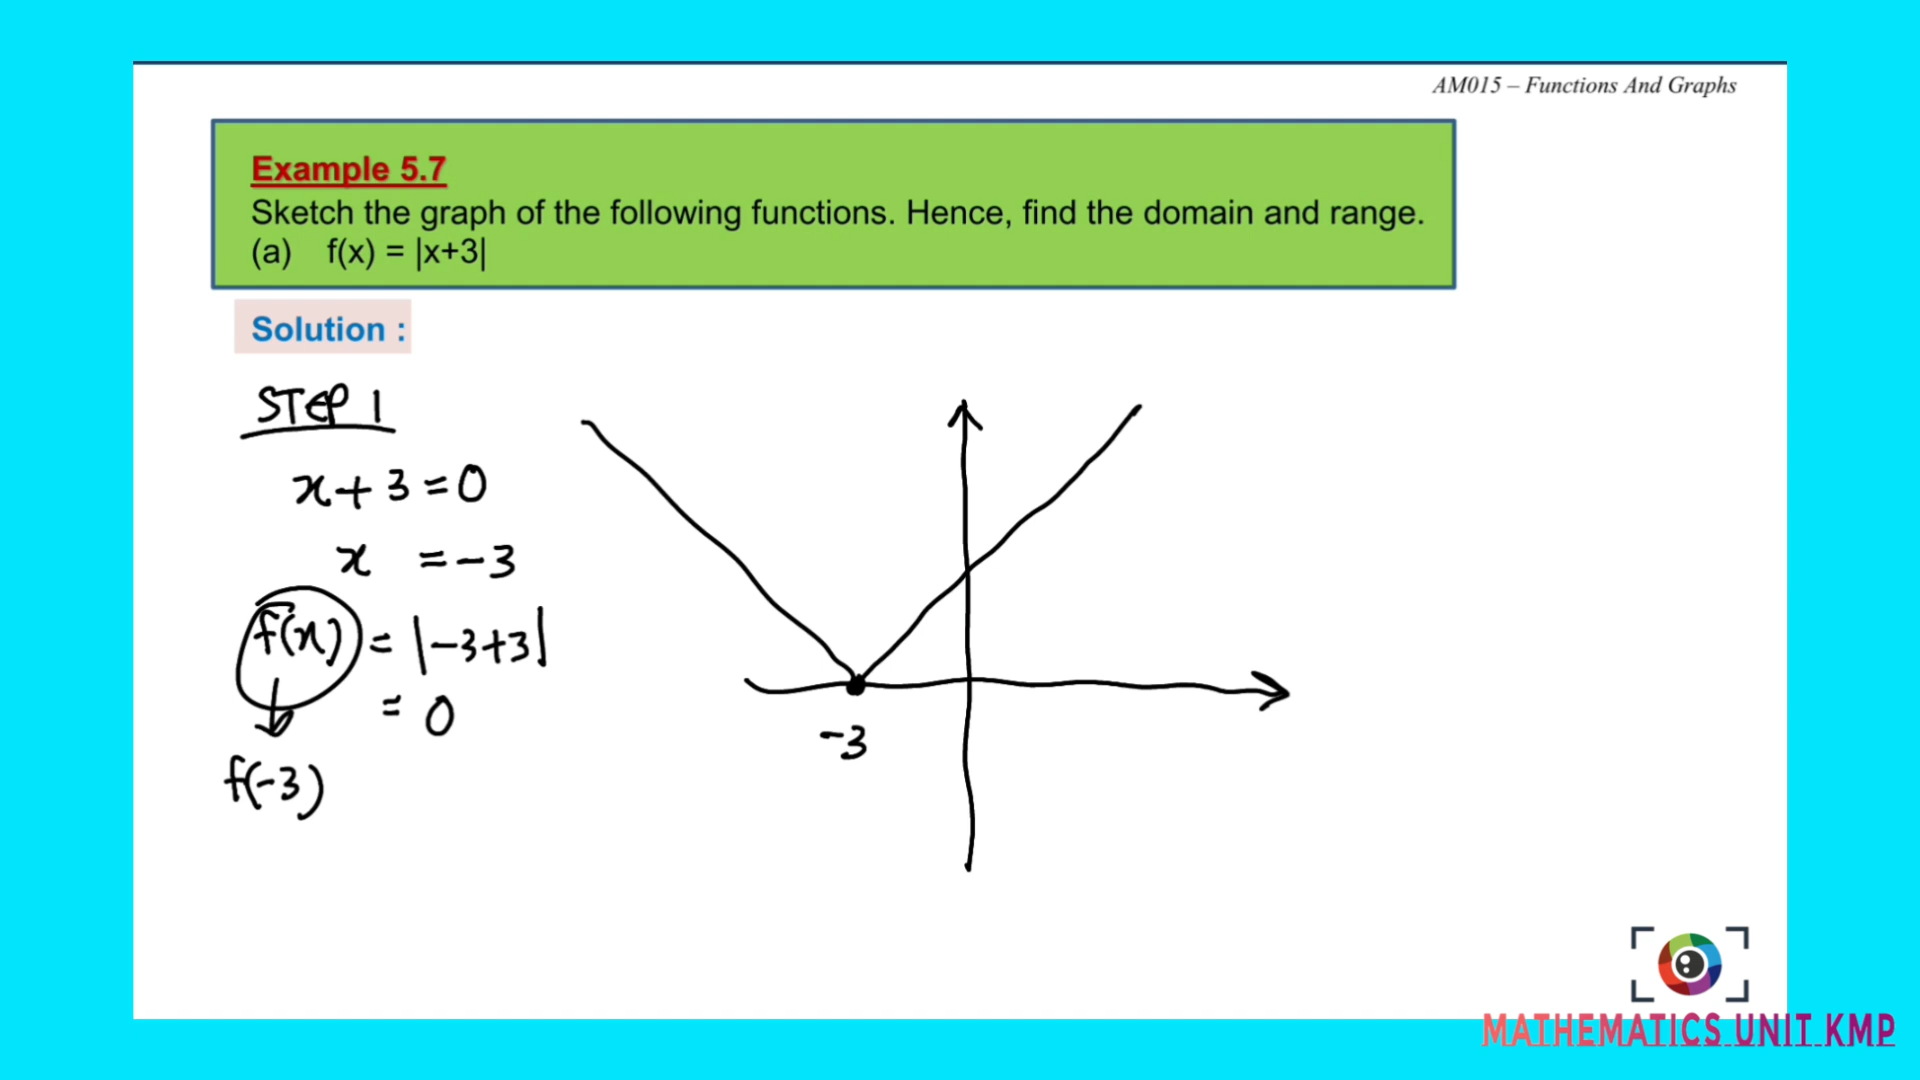 AM015 – Functions And Graphs
Example 5.7
Sketch the graph of the following functions. Hence, find the domain and range.
(a) f(x) = |x+3|
Solution :
STEP 1
x+3=0
x =-3
f(x) = |-3+3|
= 0
f(-3)
-3
MATHEMATICS UNIT KMP